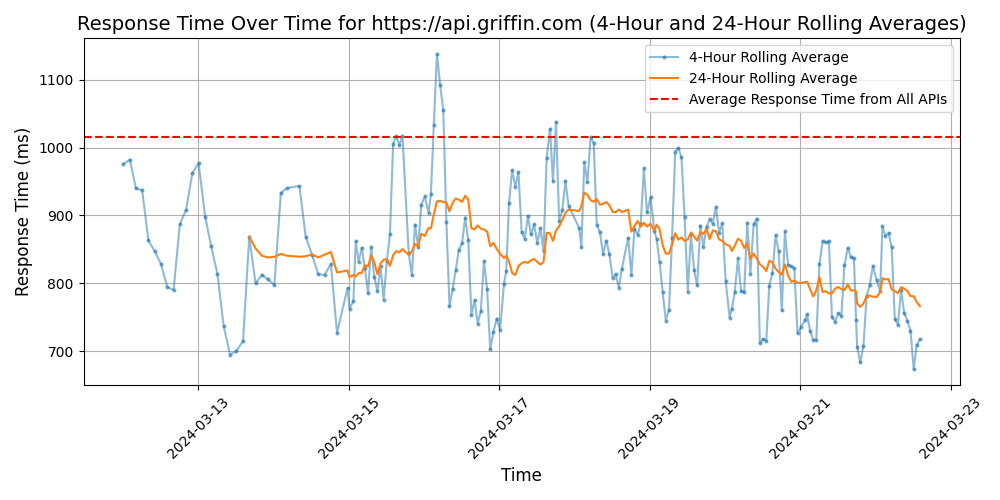 Response Time Over Time for https://api.griffin.com (4-Hour and 24-Hour Rolling Averages)
4-Hour Rolling Average
24-Hour Rolling Average
Average Response Time from All APIs
Response Time (ms)
1100
1000
900
800
700
2024-03-13
2024-03-15
2024-03-17
2024-03-19
2024-03-21
2024-03-23
Time